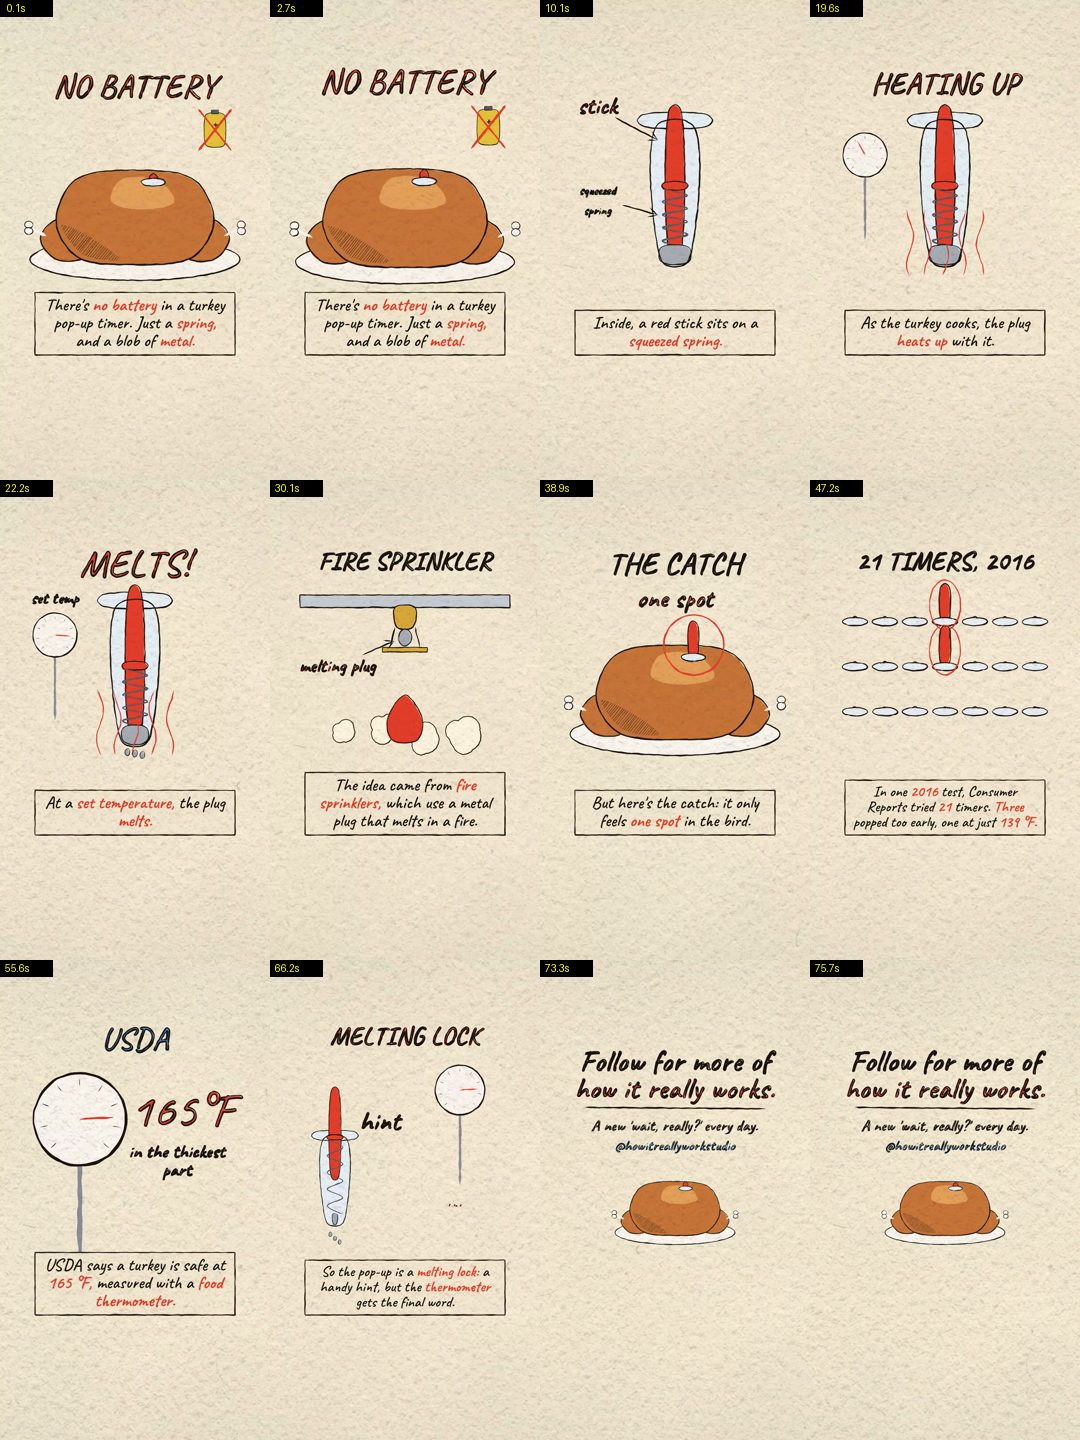 0.1s
NO BATTERY
There's no battery in a turkey
pop-up timer. Just a spring,
and a blob of metal.
2.7s
NO BATTERY
There's no battery in a turkey
pop-up timer. Just a spring,
and a blob of metal.
10.1s
stick
squeezed
spring
Inside, a red stick sits on a
squeezed spring.
19.6s
HEATING UP
As the turkey cooks, the plug
heats up with it.
22.2s
MELTS!
set temp
At a set temperature, the plug
melts.
30.1s
FIRE SPRINKLER
melting plug
The idea came from fire
sprinklers, which use a metal
plug that melts in a fire.
38.9s
THE CATCH
one spot
But here's the catch: it only
feels one spot in the bird.
47.2s
21 TIMERS, 2016
In one 2016 test, Consumer
Reports tried 21 timers. Three
popped too early, one at just 139 °F.
55.6s
USDA
165 °F
in the thickest
part
USDA says a turkey is safe at
165 °F, measured with a food
thermometer.
66.2s
MELTING LOCK
hint
So the pop-up is a melting lock: a
handy hint, but the thermometer
gets the final word.
73.3s
Follow for more of
how it really works.
A new 'wait, really?' every day.
@howitreallyworkstudio
75.7s
Follow for more of
how it really works.
A new 'wait, really?' every day.
@howitreallyworkstudio